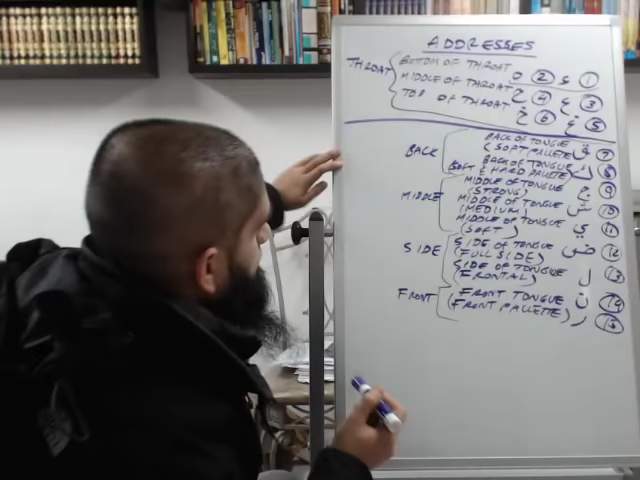 ADDRESSES
THROAT BOTTOM OF THROAT ه ② ء ①
MIDDLE OF THROAT ح ④ ع ③
TOP OF THROAT خ ⑥ غ ⑤
BACK BACK OF TONGUE
(SOFT PALLETE) ق ⑦
BACK OF TONGUE
SOFT & HARD PALLETE ك ⑧
MIDDLE MIDDLE OF TONGUE
(STRONG) ج ⑨
MIDDLE OF TONGUE
(MEDIUM) ش ⑩
MIDDLE OF TONGUE
(SOFT) ي ⑪
SIDE SIDE OF TONGUE
(FULL SIDE) ض ⑫
SIDE OF TONGUE
(FRONTAL) ل ⑬
FRONT FRONT TONGUE ن ⑭
(FRONT PALLETE) ر ⑮